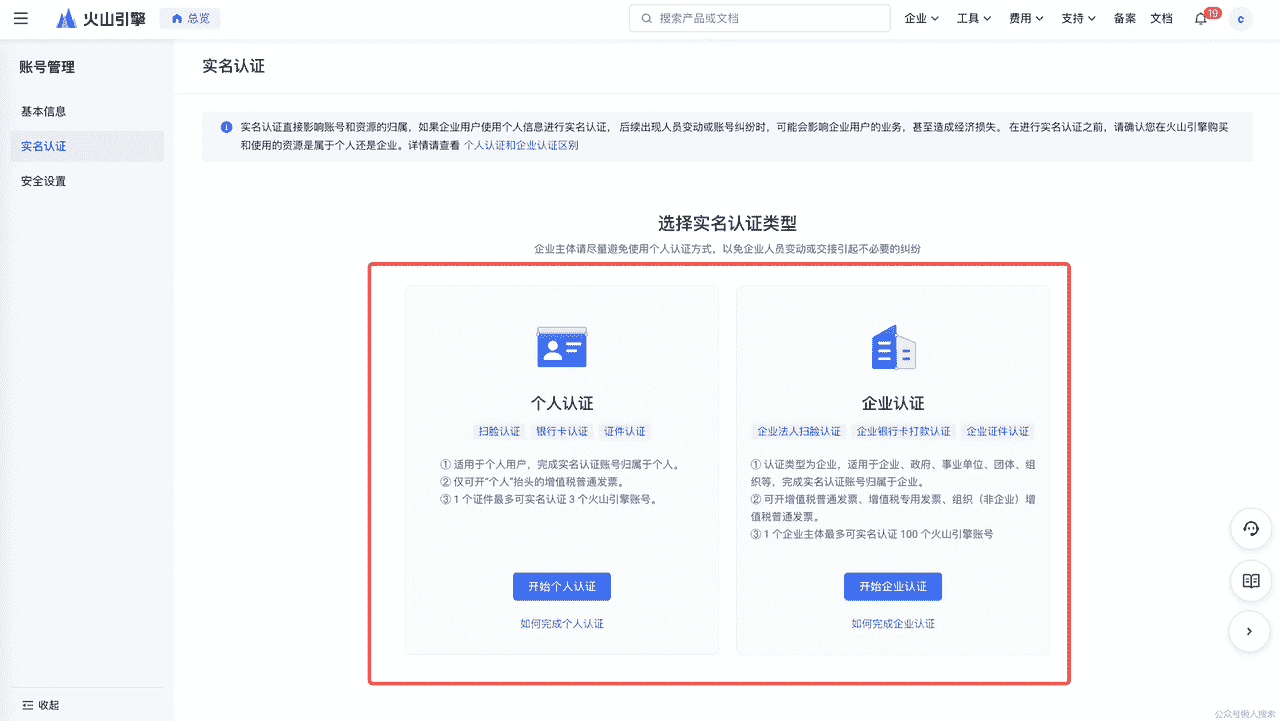 火山引擎
总览
搜索产品或文档
企业
工具
费用
支持
备案
文档
19
c
账号管理
基本信息
实名认证
安全设置
收起
实名认证
实名认证直接影响账号和资源的归属，如果企业用户使用个人信息进行实名认证， 后续出现人员变动或账号纠纷时，可能会影响企业用户的业务，甚至造成经济损失。 在进行实名认证之前，请确认您在火山引擎购买
和使用的资源是属于个人还是企业。详情请查看 个人认证和企业认证区别
选择实名认证类型
企业主体请尽量避免使用个人认证方式，以免企业人员变动或交接引起不必要的纠纷
个人认证
扫脸认证 银行卡认证 证件认证
① 适用于个人用户，完成实名认证账号归属于个人。
② 仅可开“个人”抬头的增值税普通发票。
③ 1 个证件最多可实名认证 3 个火山引擎账号。
开始个人认证
如何完成个人认证
企业认证
企业法人扫脸认证 企业银行卡打款认证 企业证件认证
① 认证类型为企业，适用于企业、政府、事业单位、团体、组
织等，完成实名认证账号归属于企业。
② 可开增值税普通发票、增值税专用发票、组织（非企业）增
值税普通发票。
③ 1 个企业主体最多可实名认证 100 个火山引擎账号
开始企业认证
如何完成企业认证
公众号懒人搜索